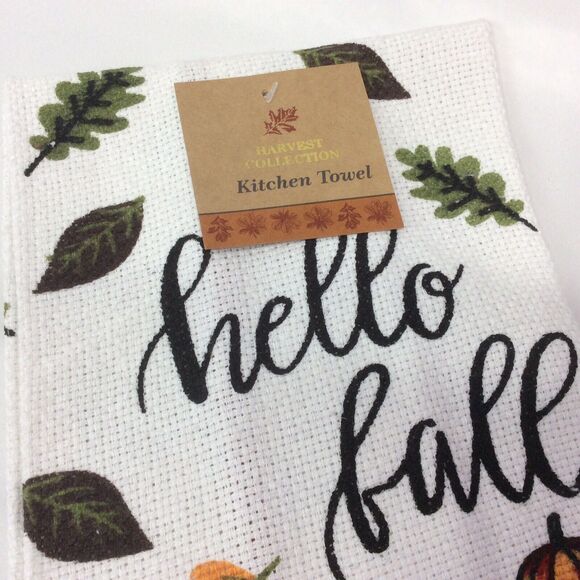 HARVEST
COLLECTION
Kitchen Towel
hello
fall